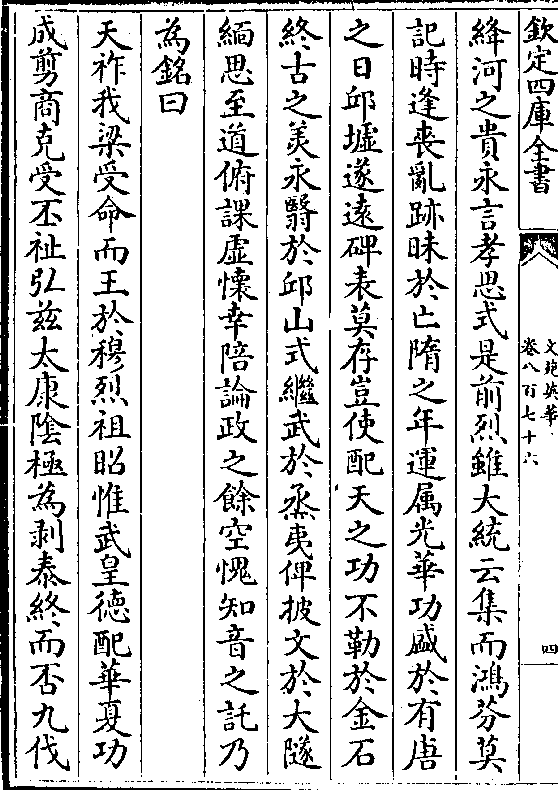 欽定四庫全書
文苑英華
卷八百七十六
四
絳河之貴永言孝思式是前烈雖大統云集而鴻芬莫
記時逢喪亂跡昧於亡隋之年運属光華功盛於有唐
之日邱墟遂遠碑表莫存豈使配天之功不勒於金石
終古之美永翳於邱山式繼武於烝夷俾披文於大隧
緬思至道俯課虛懷幸陪論政之餘空愧知音之託乃
為銘曰
天祚我梁受命而王於穆烈祖昭惟武皇德配華夏功
成剪商克受丕祉弘兹太康陰極為剥泰終而否九伐